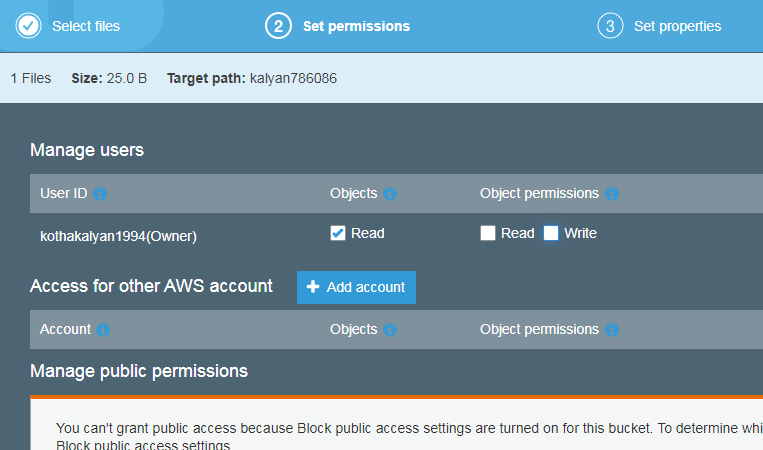 Select files 2 Set permissions 3 Set properties
1 Files Size: 25.0 B Target path: kalyan786086
Manage users
User ID Objects Object permissions
kothakalyan1994(Owner) Read Read Write
Access for other AWS account + Add account
Account Objects Object permissions
Manage public permissions
You can't grant public access because Block public access settings are turned on for this bucket. To determine whi
Block public access settings